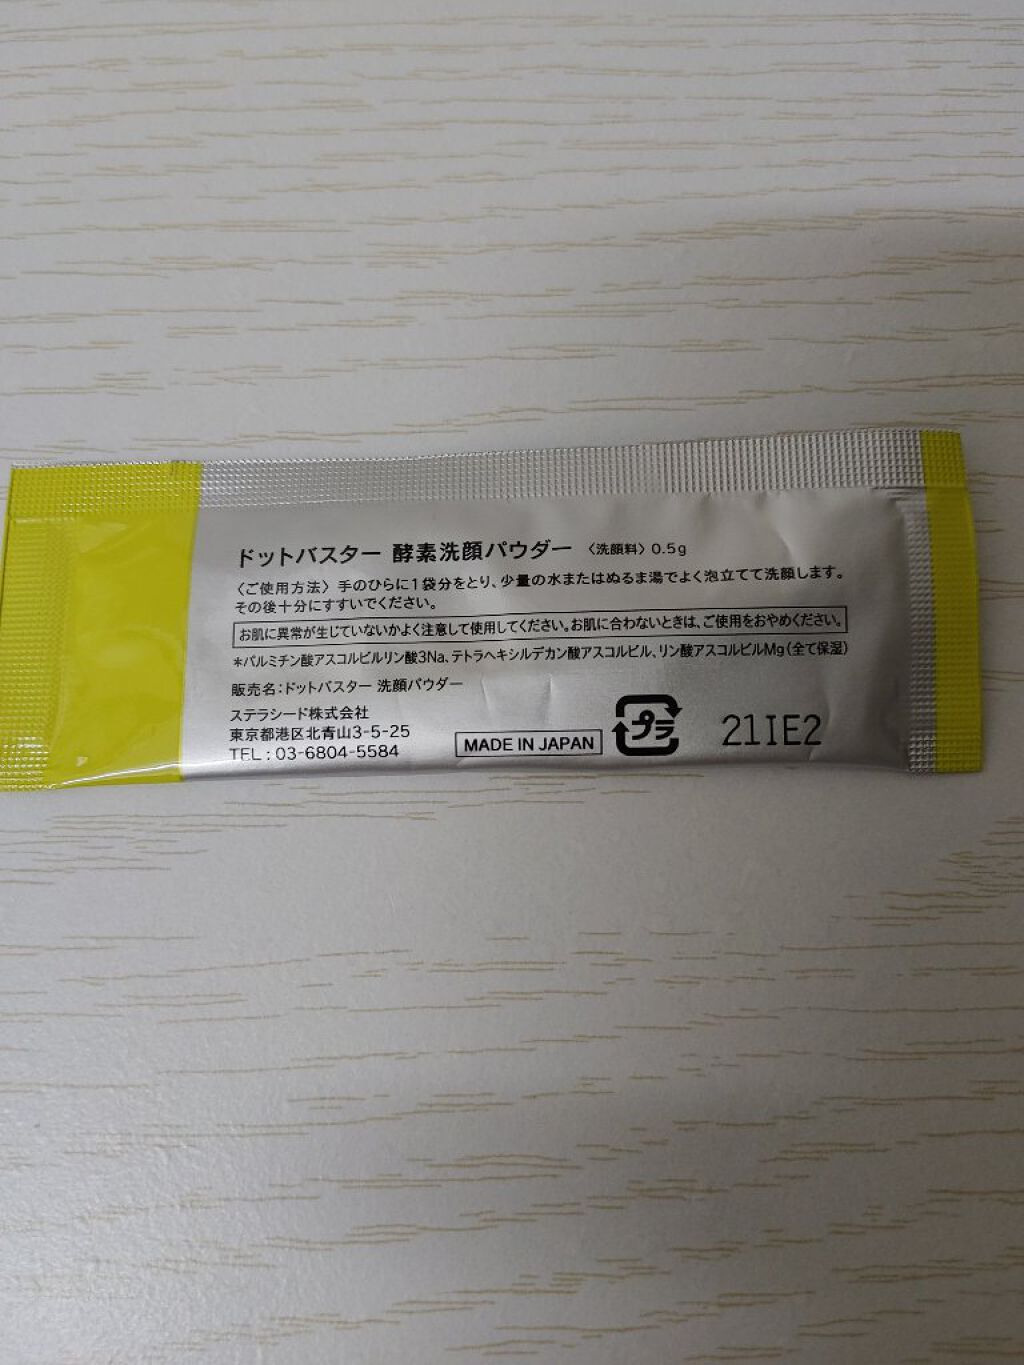 ドットバスター 酵素洗顔パウダー 〈洗顔料〉0.5g
〈ご使用方法〉手のひらに1袋分をとり、少量の水またはぬるま湯でよく泡立てて洗顔します。
その後十分にすすいでください。
お肌に異常が生じていないかよく注意して使用してください。お肌に合わないときは、ご使用をおやめください。
*パルミチン酸アスコルビルリン酸3Na、テトラヘキシルデカン酸アスコルビル、リン酸アスコルビルMg(全て保湿)
販売名:ドットバスター 洗顔パウダー
ステラシード株式会社
東京都港区北青山3-5-25
TEL:03-6804-5584
MADE IN JAPAN
プラ
21IE2